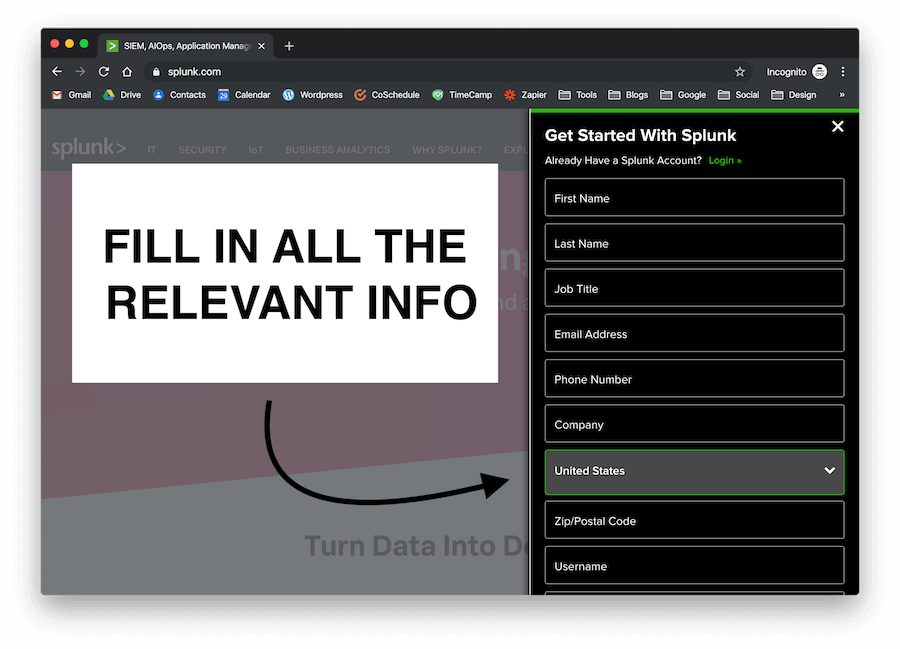 SIEM, AIOps, Application Manag
splunk.com
Incognito
Gmail
Drive
Contacts
Calendar
Wordpress
CoSchedule
TimeCamp
Zapier
Tools
Blogs
Google
Social
Design
»
splunk>
IT
SECURITY
IoT
BUSINESS ANALYTICS
WHY SPLUNK?
FILL IN ALL THE
RELEVANT INFO
Turn Data Into
Get Started With Splunk
Already Have a Splunk Account? Login »
First Name
Last Name
Job Title
Email Address
Phone Number
Company
United States
Zip/Postal Code
Username